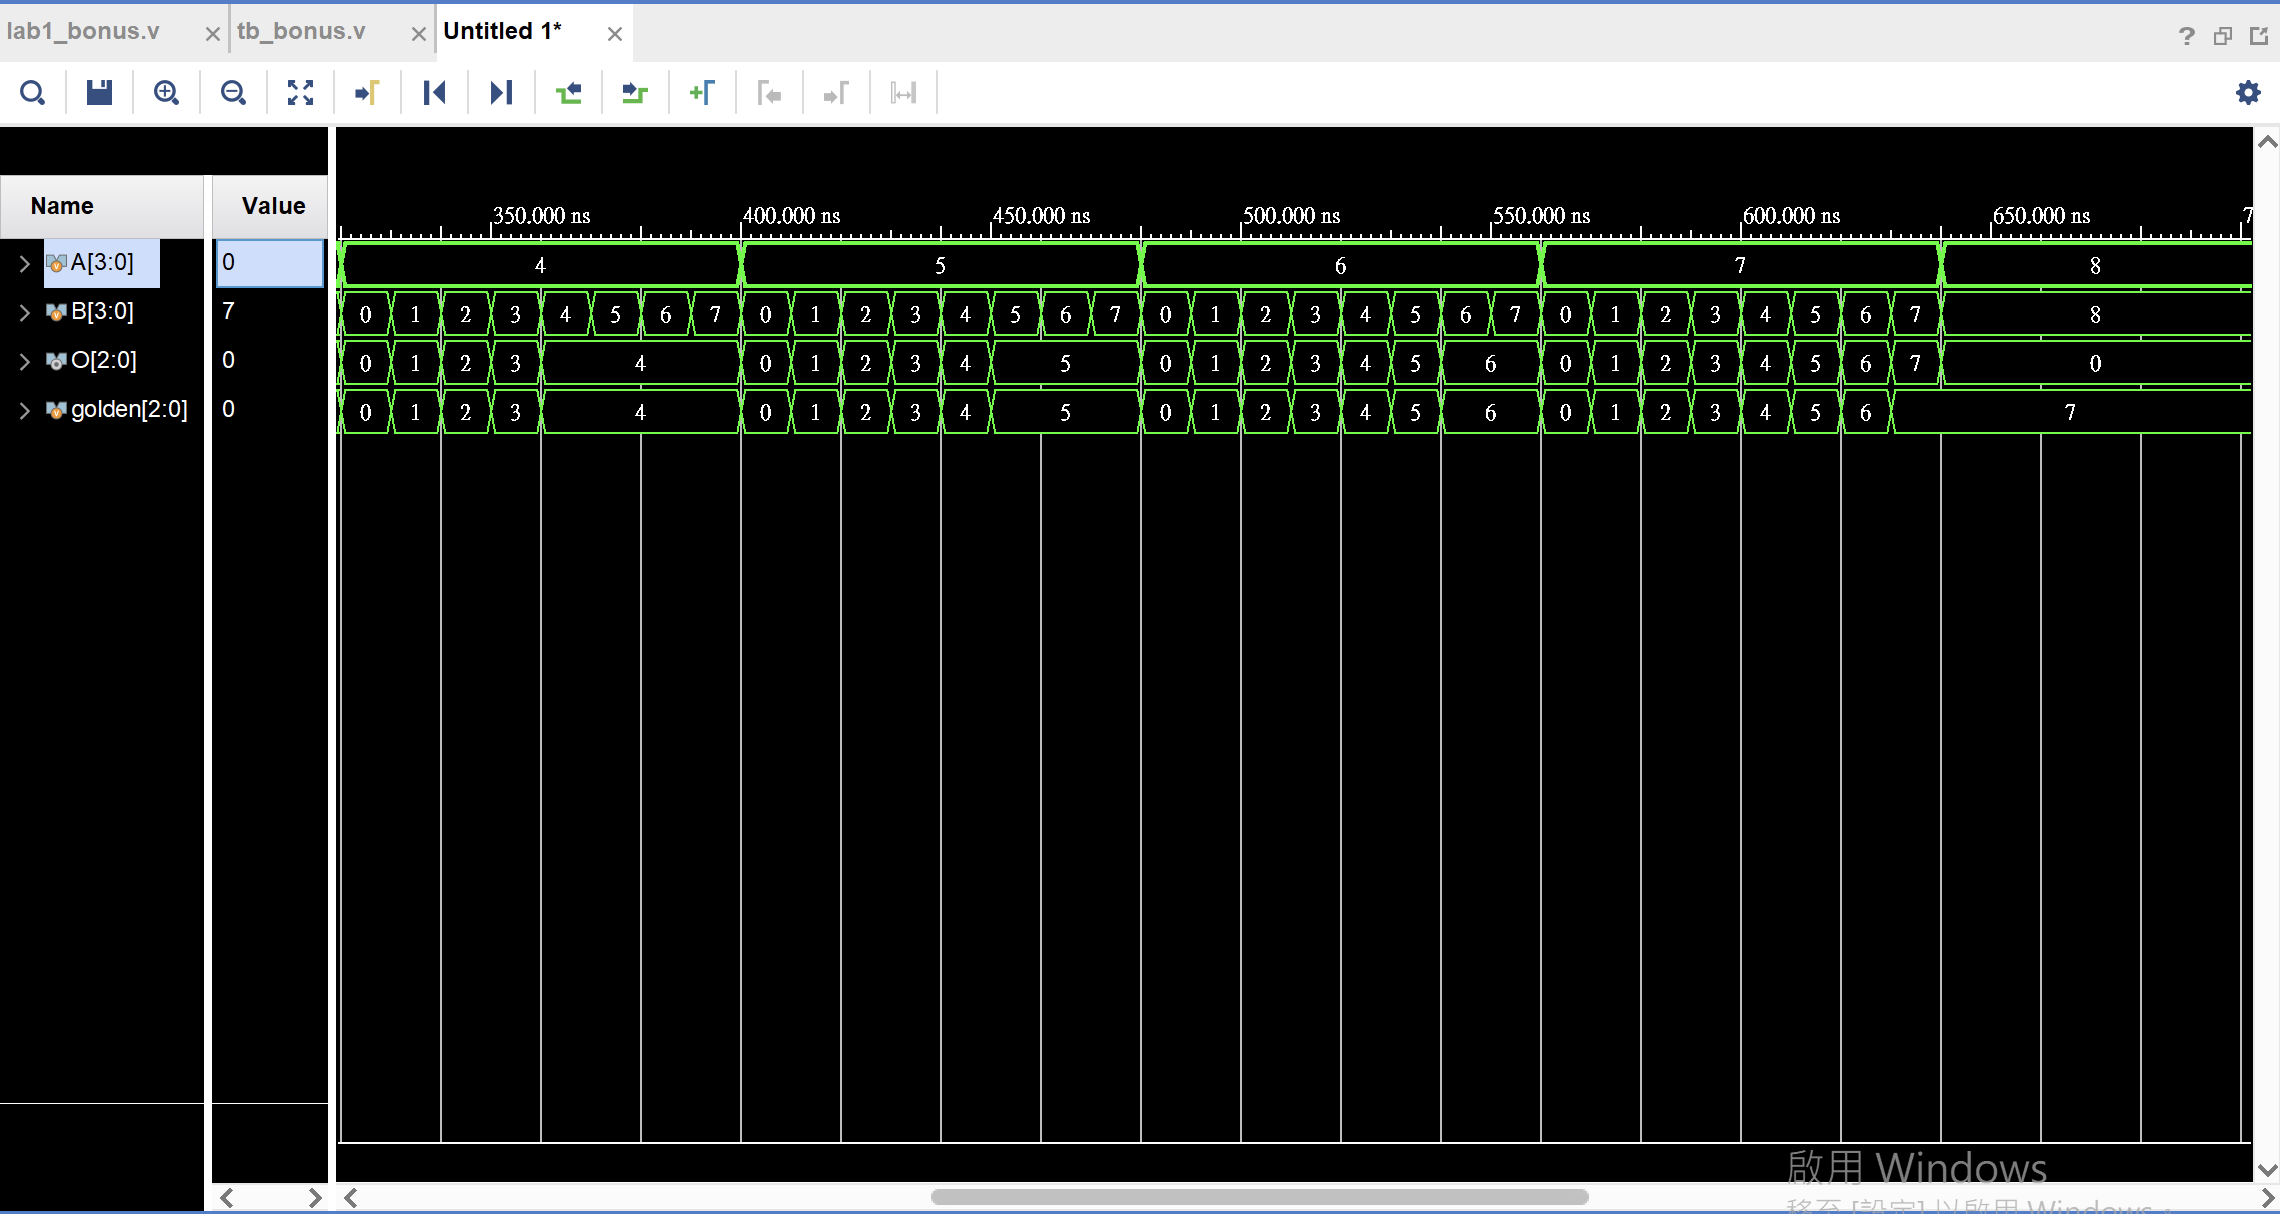 lab1_bonus.v tb_bonus.v Untitled 1* ?
Name Value 350.000 ns 400.000 ns 450.000 ns 500.000 ns 550.000 ns 600.000 ns 650.000 ns 7
A[3:0] 0 4 5 6 7 8
B[3:0] 7 0 1 2 3 4 5 6 7 0 1 2 3 4 5 6 7 0 1 2 3 4 5 6 7 0 1 2 3 4 5 6 7 8
O[2:0] 0 0 1 2 3 4 0 1 2 3 4 5 0 1 2 3 4 5 6 0 1 2 3 4 5 6 7 0
golden[2:0] 0 0 1 2 3 4 0 1 2 3 4 5 0 1 2 3 4 5 6 0 1 2 3 4 5 6 7
啟用 Windows
移至 [設定] 以啟用 Windows。